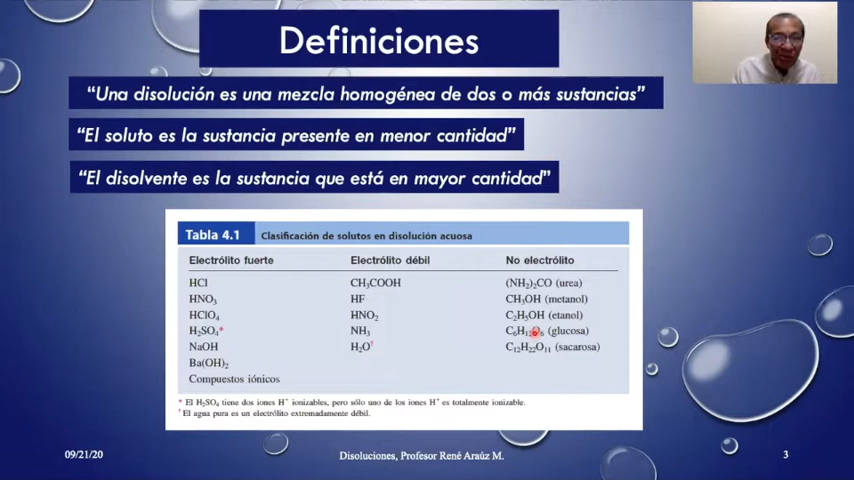 Definiciones
“Una disolución es una mezcla homogénea de dos o más sustancias”
“El soluto es la sustancia presente en menor cantidad”
“El disolvente es la sustancia que está en mayor cantidad”
Tabla 4.1 Clasificación de solutos en disolución acuosa
Electrólito fuerte Electrólito débil No electrólito
HCl CH₃COOH (NH₂)₂CO (urea)
HNO₃ HF CH₃OH (metanol)
HClO₄ HNO₂ C₂H₅OH (etanol)
H₂SO₄* NH₃ C₆H₁₂O₆ (glucosa)
NaOH H₂O† C₁₂H₂₂O₁₁ (sacarosa)
Ba(OH)₂
Compuestos iónicos
* El H₂SO₄ tiene dos iones H⁺ ionizables, pero sólo uno de los iones H⁺ es totalmente ionizable.
† El agua pura es un electrólito extremadamente débil.
09/21/20 Disoluciones, Profesor René Araúz M. 3